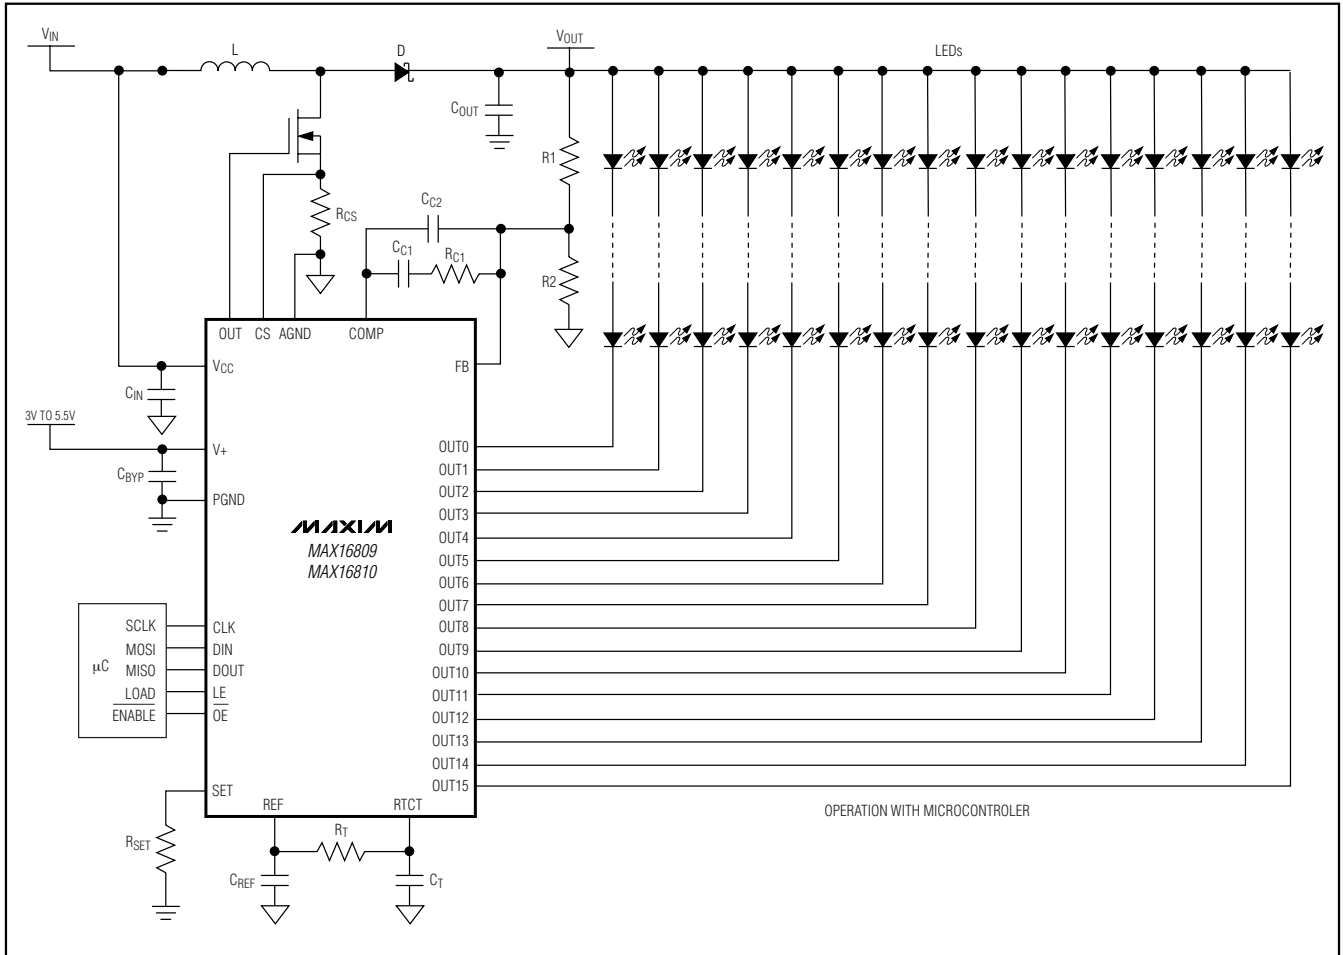 VIN
L
D
VOUT
LEDs
COUT
R1
RCS
CC2
CC1
RC1
R2
OUT CS AGND COMP
VCC
FB
CIN
3V TO 5.5V
V+
CBYP
PGND
OUT0
OUT1
OUT2
OUT3
OUT4
OUT5
OUT6
OUT7
OUT8
OUT9
OUT10
OUT11
OUT12
OUT13
OUT14
OUT15
MAXIM
MAX16809
MAX16810
μC
SCLK CLK
MOSI DIN
MISO DOUT
LOAD LE
ENABLE OE
SET
REF RTCT
OPERATION WITH MICROCONTROLER
RSET
RT
CREF
CT